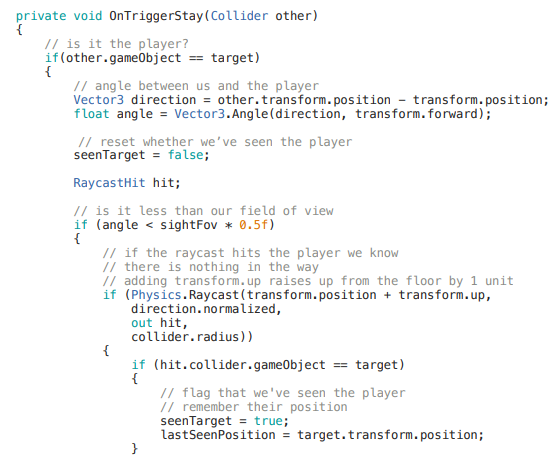 private void OnTriggerStay(Collider other)
{
// is it the player?
if(other.gameObject == target)
{
// angle between us and the player
Vector3 direction = other.transform.position − transform.position;
float angle = Vector3.Angle(direction, transform.forward);
// reset whether we’ve seen the player
seenTarget = false;
RaycastHit hit;
// is it less than our field of view
if (angle < sightFov * 0.5f)
{
// if the raycast hits the player we know
// there is nothing in the way
// adding transform.up raises up from the floor by 1 unit
if (Physics.Raycast(transform.position + transform.up,
direction.normalized,
out hit,
collider.radius))
{
if (hit.collider.gameObject == target)
{
// flag that we've seen the player
// remember their position
seenTarget = true;
lastSeenPosition = target.transform.position;
}